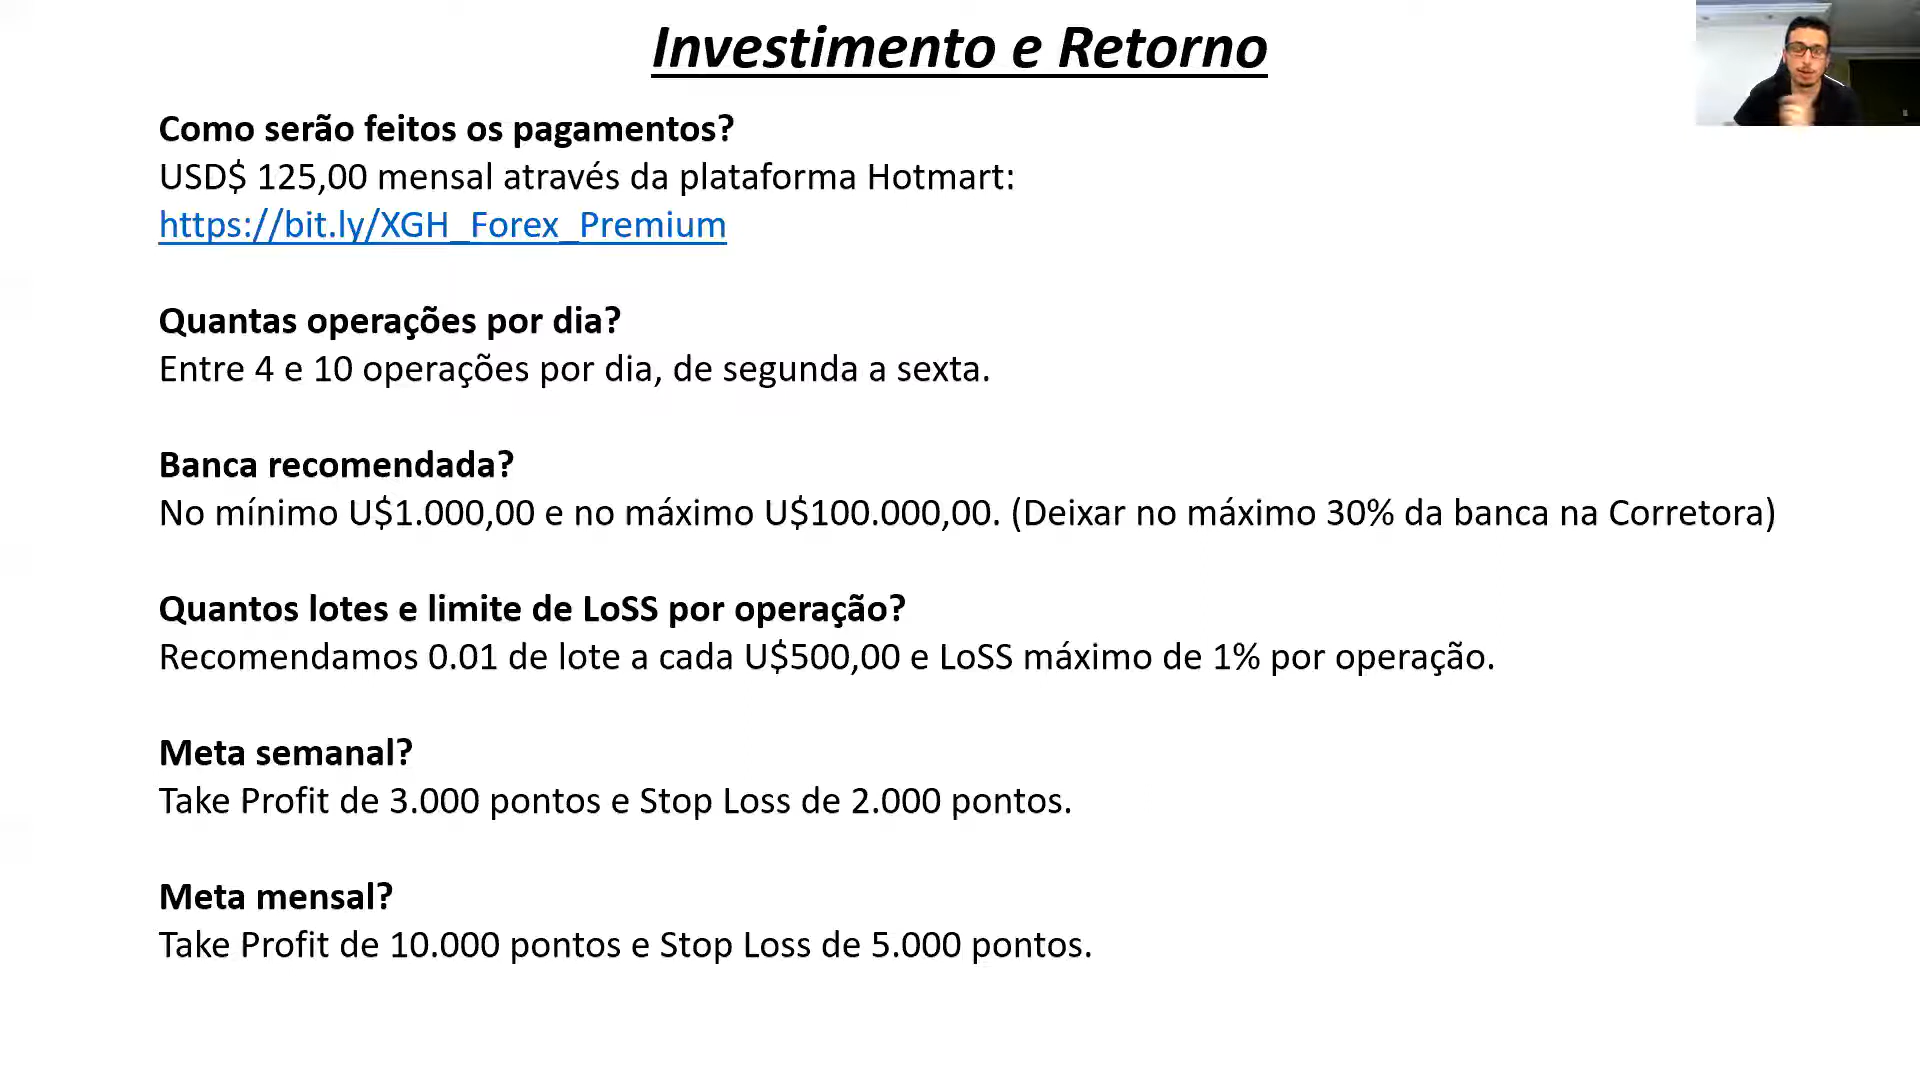 Investimento e Retorno
Como serão feitos os pagamentos?
USD$ 125,00 mensal através da plataforma Hotmart:
https://bit.ly/XGH_Forex_Premium
Quantas operações por dia?
Entre 4 e 10 operações por dia, de segunda a sexta.
Banca recomendada?
No mínimo U$1.000,00 e no máximo U$100.000,00. (Deixar no máximo 30% da banca na Corretora)
Quantos lotes e limite de LoSS por operação?
Recomendamos 0.01 de lote a cada U$500,00 e LoSS máximo de 1% por operação.
Meta semanal?
Take Profit de 3.000 pontos e Stop Loss de 2.000 pontos.
Meta mensal?
Take Profit de 10.000 pontos e Stop Loss de 5.000 pontos.